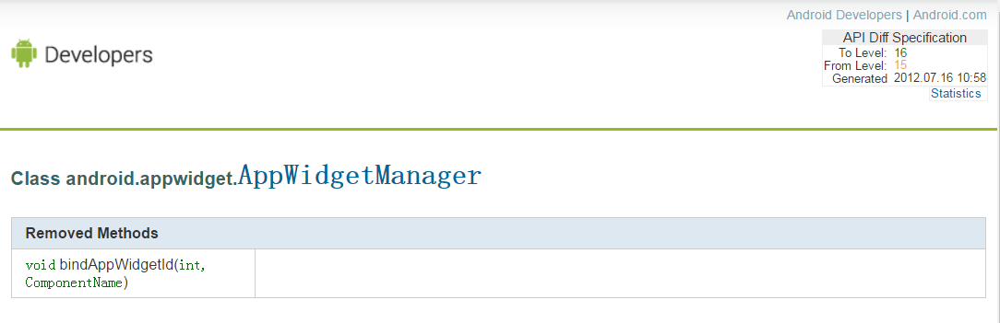 Android Developers | Android.com
Developers
API Diff Specification
To Level: 16
From Level: 15
Generated 2012.07.16 10:58
Statistics
Class android.appwidget.AppWidgetManager
Removed Methods
void bindAppWidgetId(int,
ComponentName)